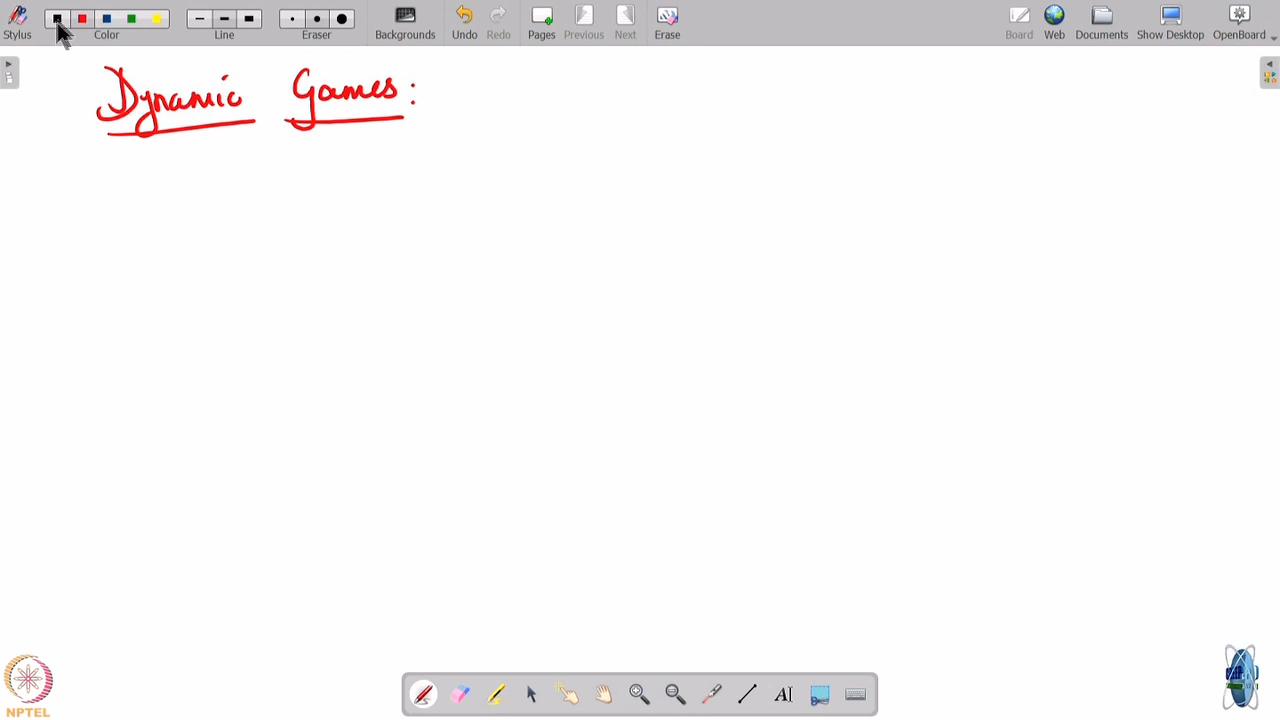 Stylus Color Line Eraser Backgrounds Undo Redo Pages Previous Next Erase Board Web Documents Show Desktop OpenBoard
Dynamic Games:
NPTEL